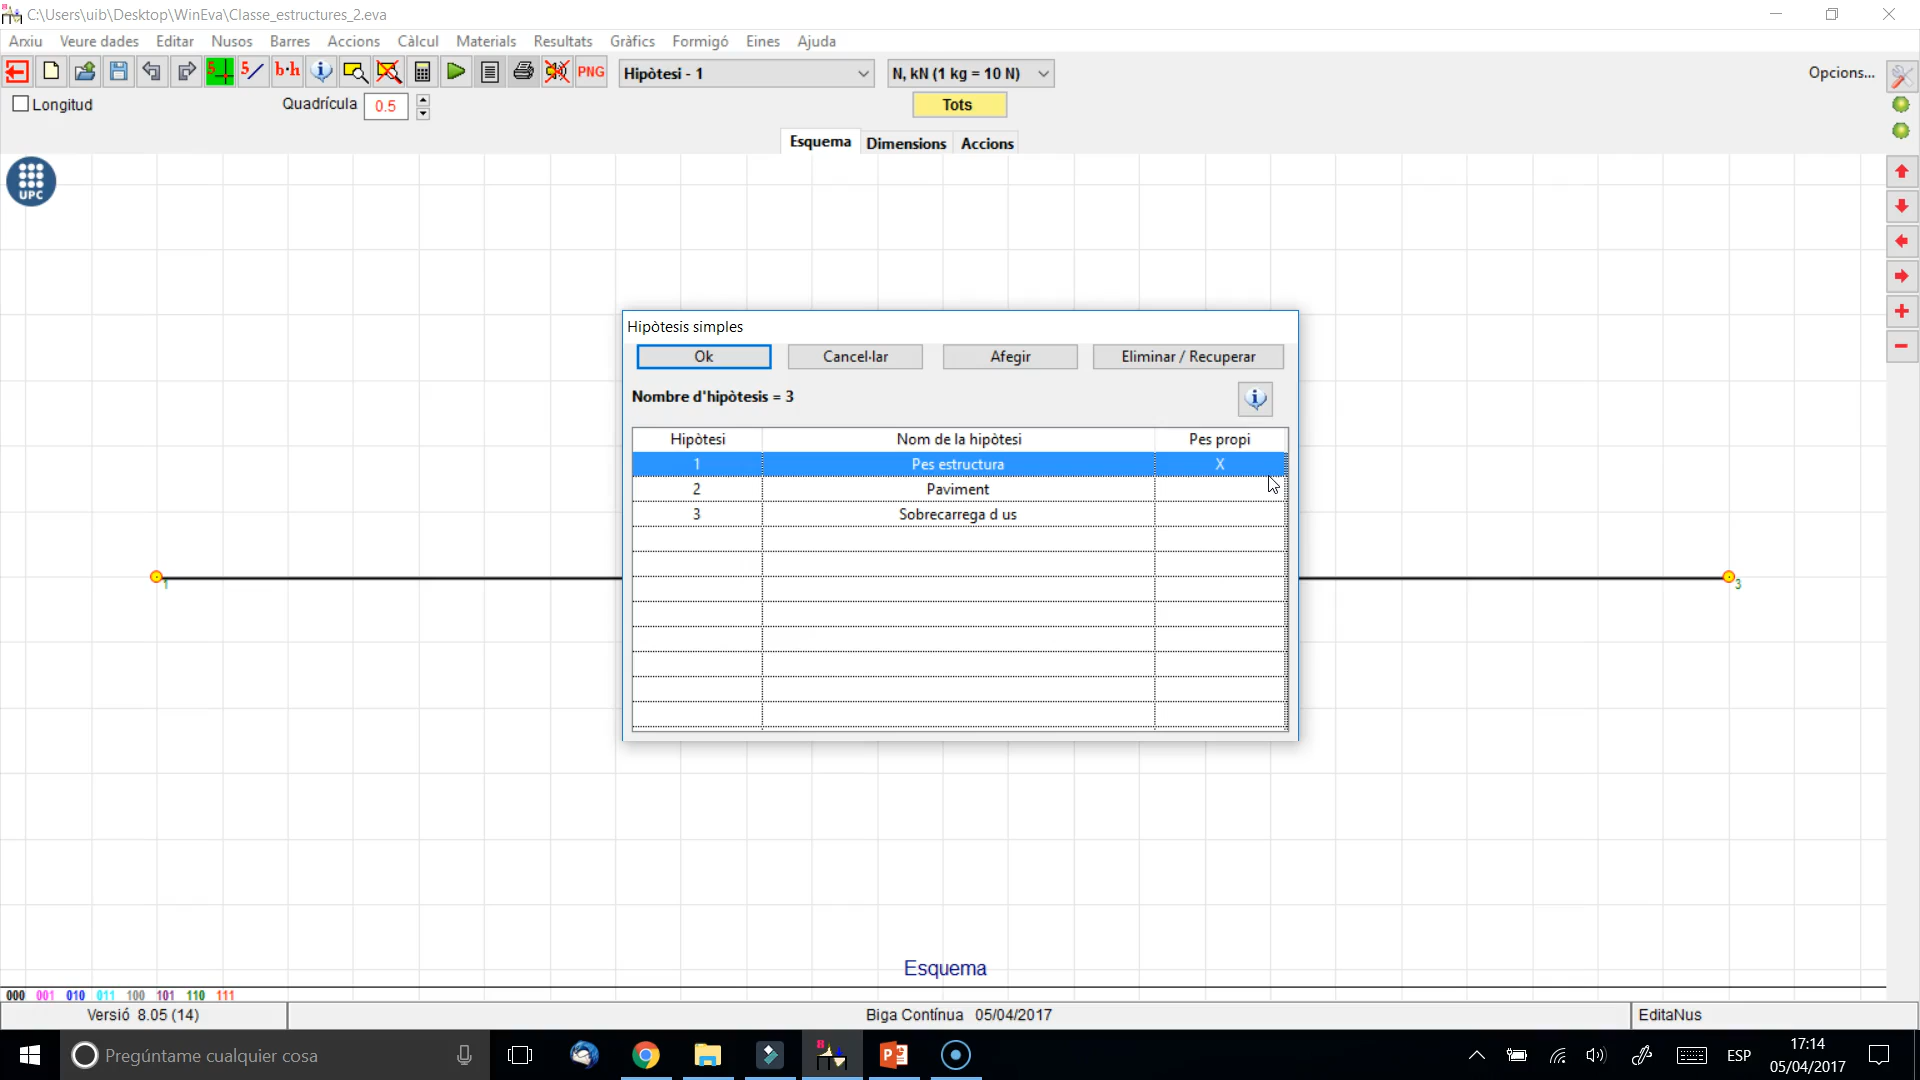 C:\Users\uib\Desktop\WinEva\Classe_estructures_2.eva
Arxiu Veure dades Editar Nusos Barres Accions Càlcul Materials Resultats Gràfics Formigó Eines Ajuda
5 5 b·h PNG Hipòtesi - 1 N, kN (1 kg = 10 N) Opcions...
Longitud Quadrícula 0.5 Tots
Esquema Dimensions Accions
UPC
Hipòtesis simples
Ok Cancel·lar Afegir Eliminar / Recuperar
Nombre d'hipòtesis = 3
Hipòtesi Nom de la hipòtesi Pes propi
1 Pes estructura X
2 Paviment
3 Sobrecarrega d us
1 3
Esquema
000 001 010 011 100 101 110 111
Versió 8.05 (14) Biga Contínua 05/04/2017 EditaNus
Pregúntame cualquier cosa ESP 17:14
05/04/2017